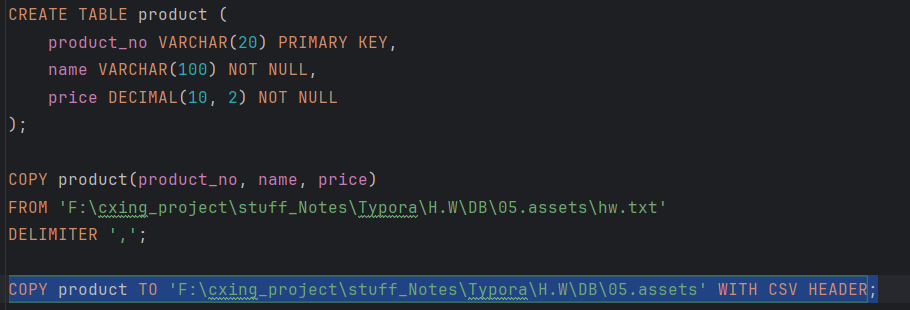 CREATE TABLE product (
    product_no VARCHAR(20) PRIMARY KEY,
    name VARCHAR(100) NOT NULL,
    price DECIMAL(10, 2) NOT NULL
);
COPY product(product_no, name, price)
FROM 'F:\cxing_project\stuff_Notes\Typora\H.W\DB\05.assets\hw.txt'
DELIMITER ',';
COPY product TO 'F:\cxing_project\stuff_Notes\Typora\H.W\DB\05.assets' WITH CSV HEADER;